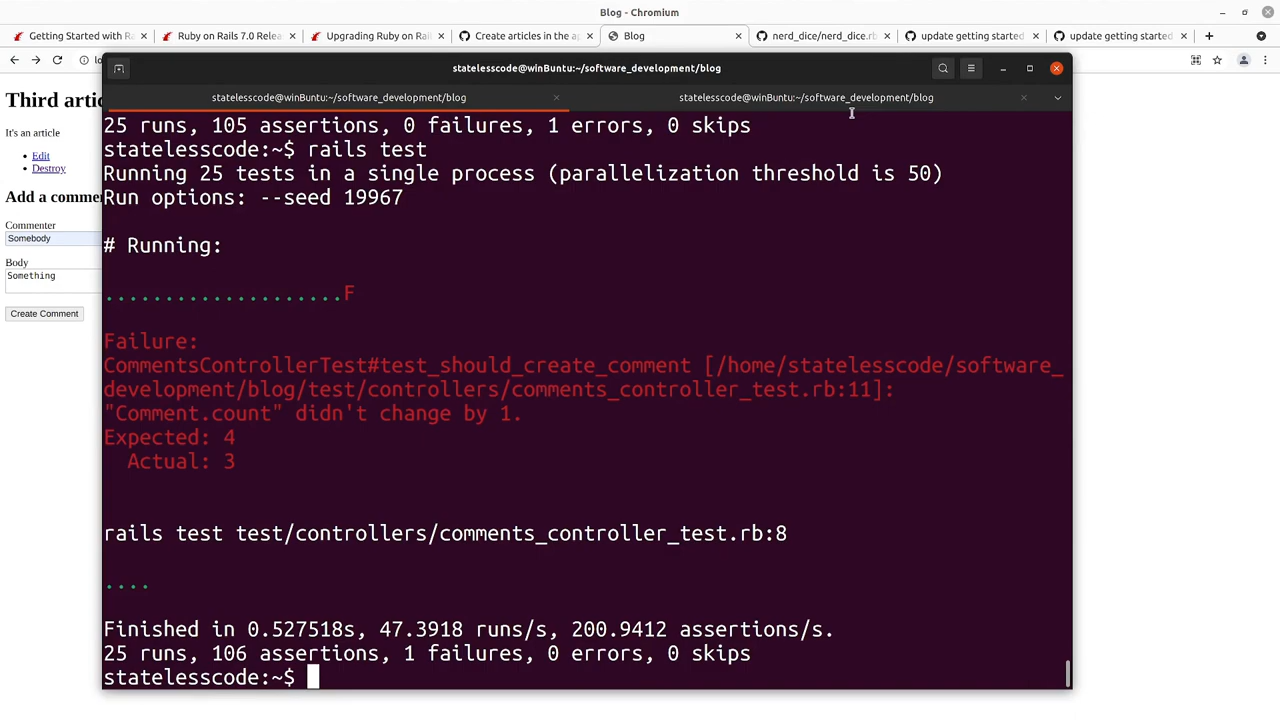 Blog - Chromium
Getting Started with Ra
Ruby on Rails 7.0 Relea
Upgrading Ruby on Rail
Create articles in the ap
Blog
nerd_dice/nerd_dice.rb
update getting started
update getting started
statelesscode@winBuntu:~/software_development/blog
statelesscode@winBuntu:~/software_development/blog
statelesscode@winBuntu:~/software_development/blog
Third artic
It's an article
Edit
Destroy
Add a comme
Commenter
Somebody
Body
Something
Create Comment
25 runs, 105 assertions, 0 failures, 1 errors, 0 skips
statelesscode:~$ rails test
Running 25 tests in a single process (parallelization threshold is 50)
Run options: --seed 19967
# Running:
....................F
Failure:
CommentsControllerTest#test_should_create_comment [/home/statelesscode/software_
development/blog/test/controllers/comments_controller_test.rb:11]:
"Comment.count" didn't change by 1.
Expected: 4
Actual: 3
rails test test/controllers/comments_controller_test.rb:8
....
Finished in 0.527518s, 47.3918 runs/s, 200.9412 assertions/s.
25 runs, 106 assertions, 1 failures, 0 errors, 0 skips
statelesscode:~$